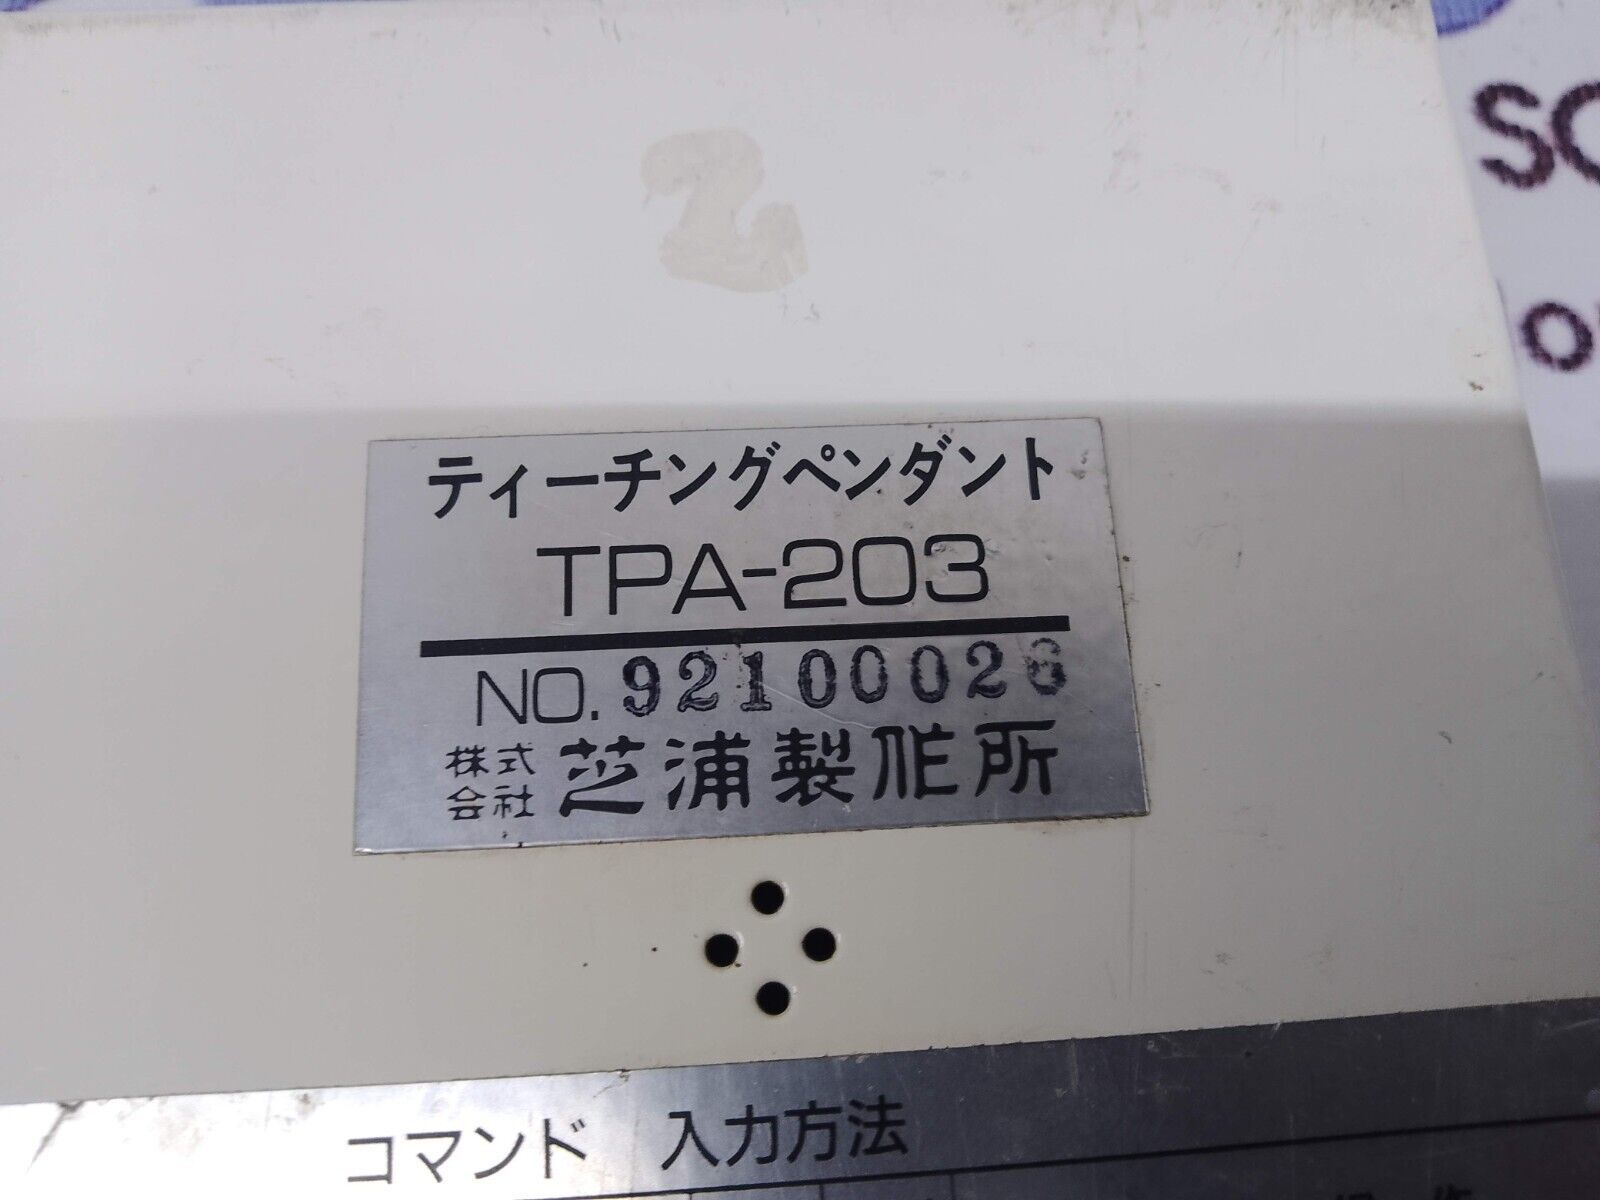 2
ティーチングペンダント
TPA-203
NO. 92100026
株式会社 芝浦製作所
コマンド 入力方法